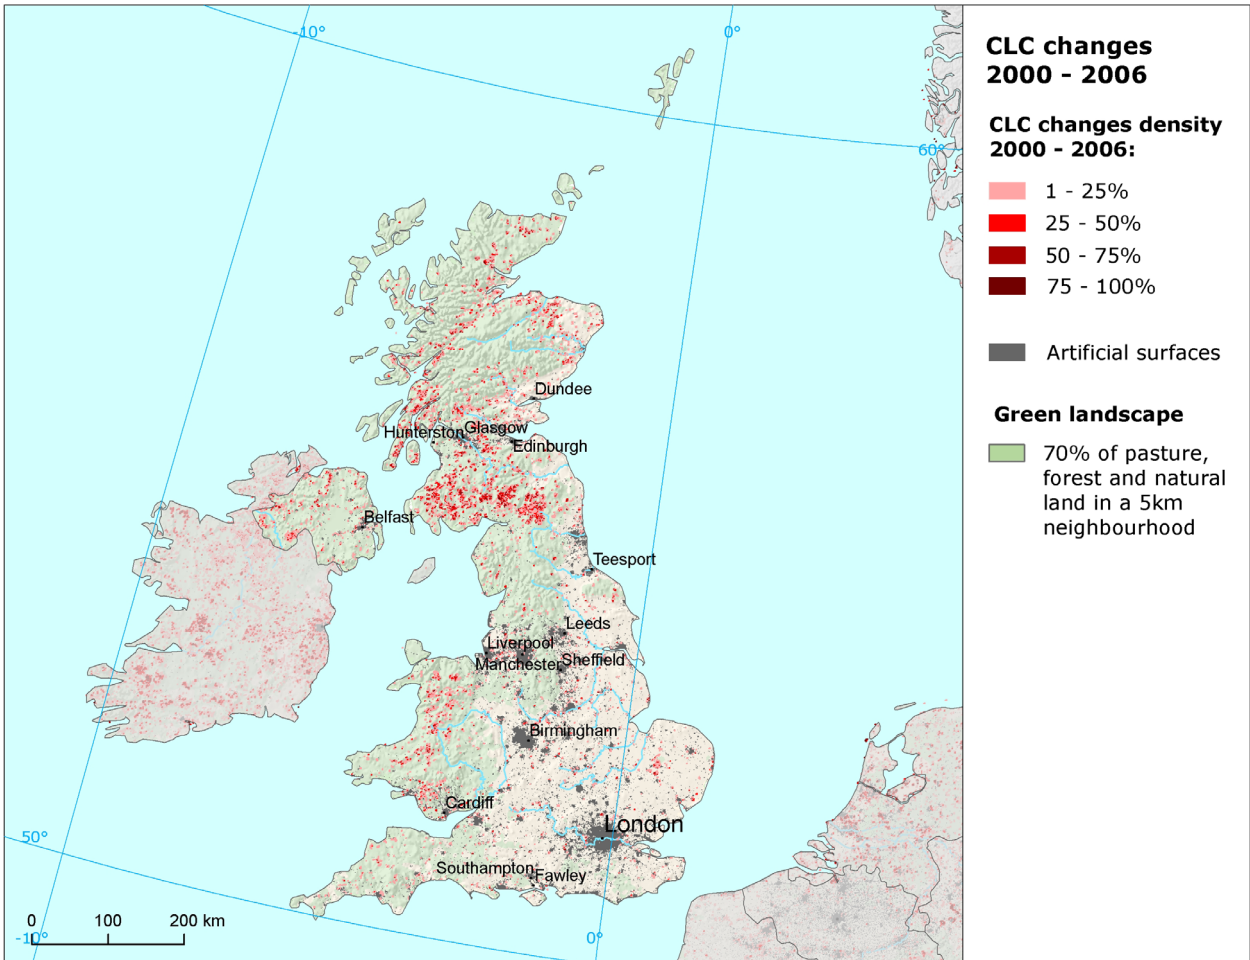 -10°
0°
60°
Dundee
Hunterston
Glasgow
Edinburgh
Belfast
Teesport
Leeds
Liverpool
Manchester
Sheffield
Birmingham
Cardiff
London
Southampton
Fawley
50°
0 100 200 km
-10°
0°
CLC changes
2000 - 2006
CLC changes density
2000 - 2006:
1 - 25%
25 - 50%
50 - 75%
75 - 100%
Artificial surfaces
Green landscape
70% of pasture,
forest and natural
land in a 5km
neighbourhood